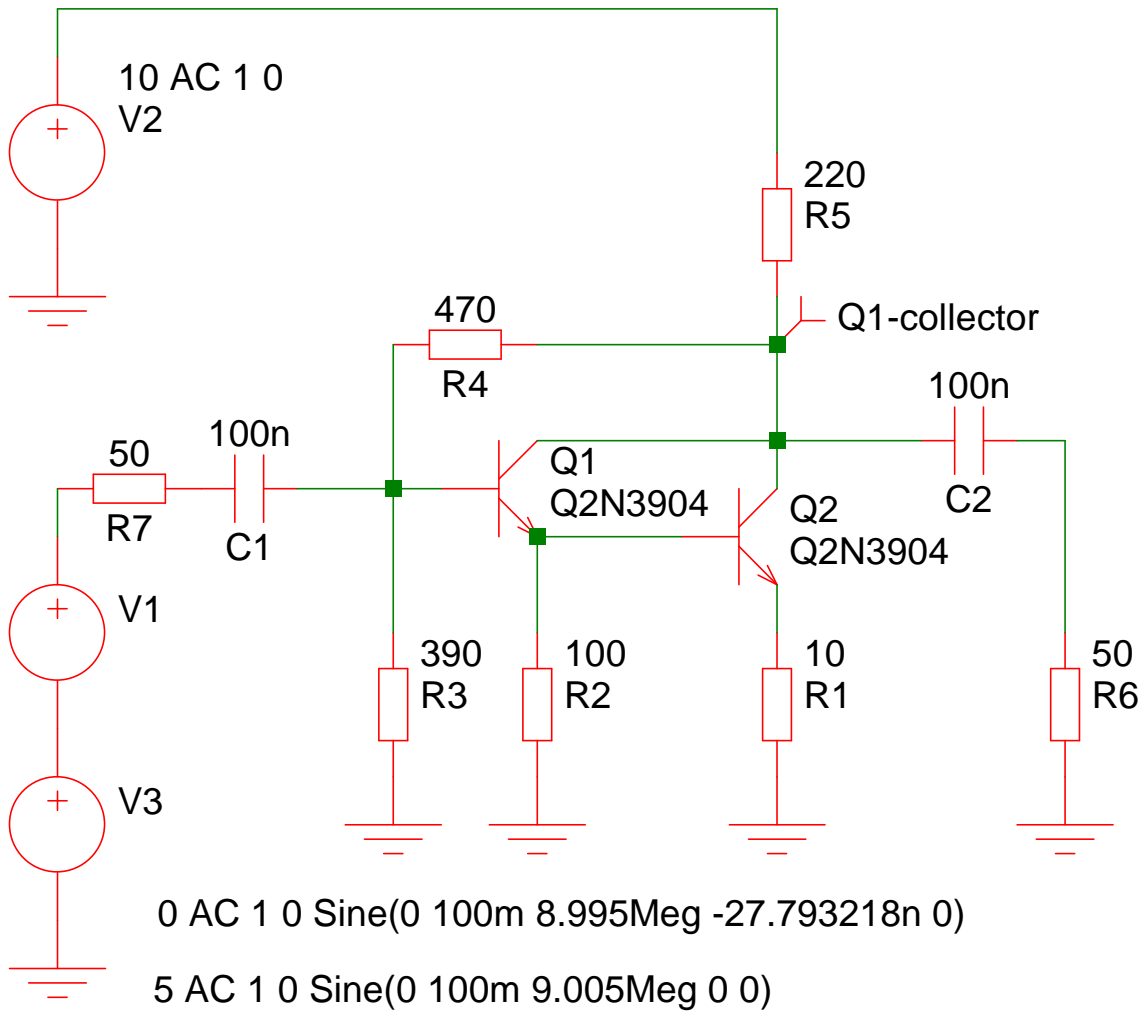 10 AC 1 0
V2
220
R5
Q1-collector
470
R4
100n
C2
50
R7
100n
C1
Q1
Q2N3904
Q2
Q2N3904
V1
390
R3
100
R2
10
R1
50
R6
V3
0 AC 1 0 Sine(0 100m 8.995Meg -27.793218n 0)
5 AC 1 0 Sine(0 100m 9.005Meg 0 0)